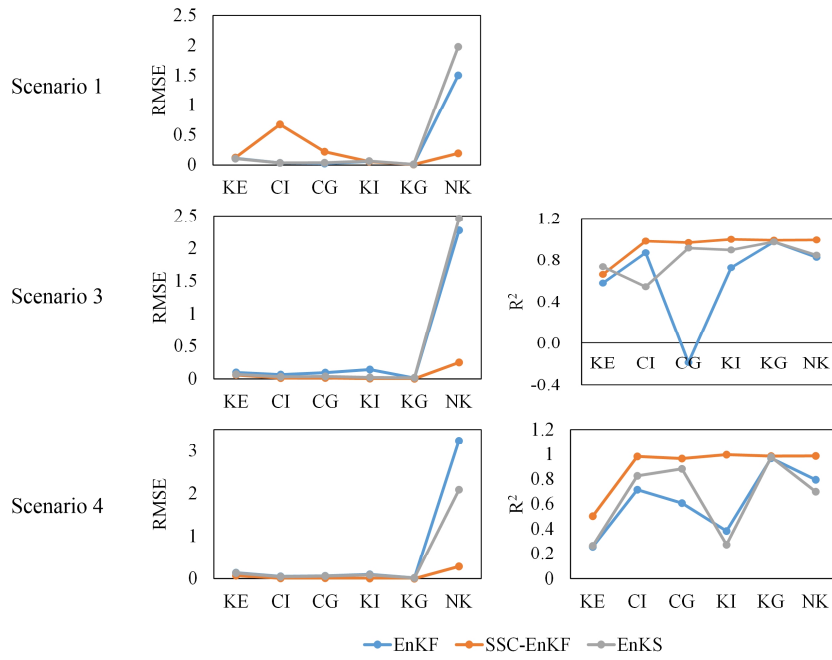 Scenario 1
RMSE
2.5
2
1.5
1
0.5
0
KE CI CG KI KG NK
Scenario 3
RMSE
2.5
2
1.5
1
0.5
0
KE CI CG KI KG NK
R²
1.2
0.8
0.4
0.0
-0.4
KE CI CG KI KG NK
Scenario 4
RMSE
3
2
1
0
KE CI CG KI KG NK
R²
1.2
1
0.8
0.6
0.4
0.2
0
KE CI CG KI KG NK
EnKF SSC-EnKF EnKS